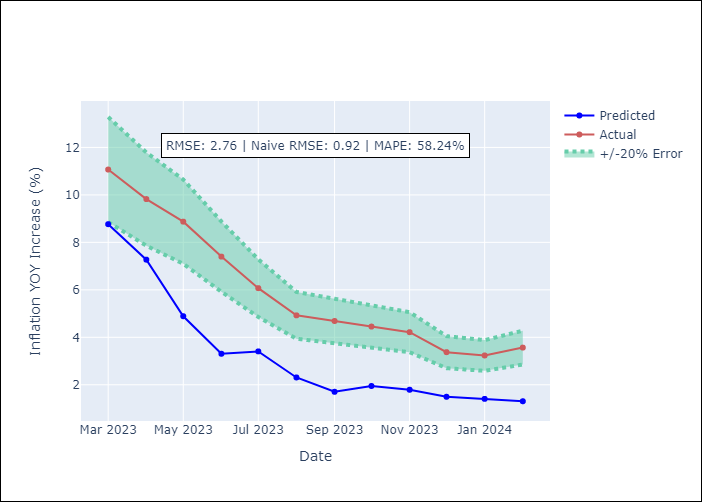 RMSE: 2.76 | Naive RMSE: 0.92 | MAPE: 58.24%
Predicted
Actual
+/-20% Error
Inflation YOY Increase (%)
12
10
8
6
4
2
Mar 2023
May 2023
Jul 2023
Sep 2023
Nov 2023
Jan 2024
Date